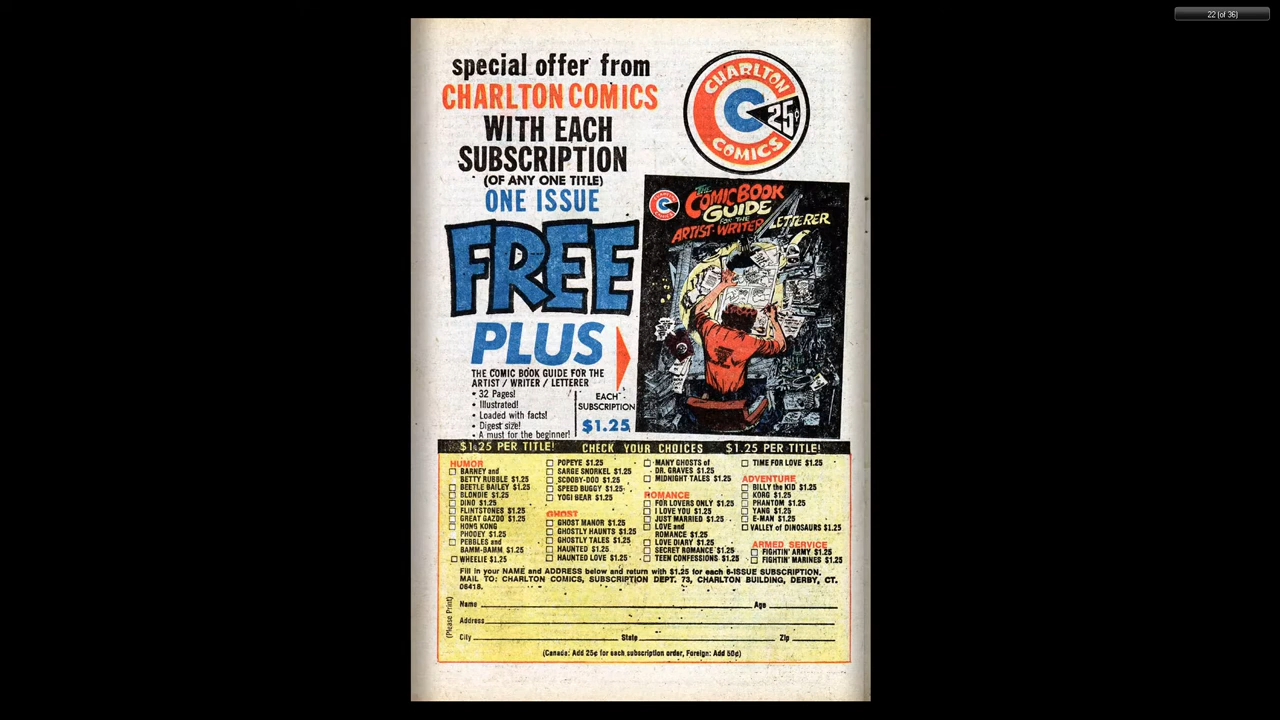 22 (of 36)
special offer from
CHARLTON COMICS
WITH EACH
SUBSCRIPTION
(OF ANY ONE TITLE)
ONE ISSUE
FREE
PLUS
THE COMIC BOOK GUIDE FOR THE
ARTIST / WRITER / LETTERER
• 32 Pages!
• Illustrated!
• Loaded with facts!
• Digest size!
• A must for the beginner!
EACH
SUBSCRIPTION
$1.25
CHARLTON
C
25¢
COMICS
THE
COMIC BOOK
GUIDE
FOR THE
ARTIST-WRITER LETTERER
$1.25 PER TITLE! CHECK YOUR CHOICES $1.25 PER TITLE!
HUMOR
BARNEY and
BETTY RUBBLE $1.25
BEETLE BAILEY $1.25
BLONDIE $1.25
DINO $1.25
FLINTSTONES $1.25
GREAT GAZOO $1.25
HONG KONG
PHOOEY $1.25
PEBBLES and
BAMM-BAMM $1.25
WHEELIE $1.25
POPEYE $1.25
SARGE SNORKEL $1.25
SCOOBY-DOO $1.25
SPEED BUGGY $1.25
YOGI BEAR $1.25
GHOST
GHOST MANOR $1.25
GHOSTLY HAUNTS $1.25
GHOSTLY TALES $1.25
HAUNTED $1.25
HAUNTED LOVE $1.25
MANY GHOSTS of
DR. GRAVES $1.25
MIDNIGHT TALES $1.25
ROMANCE
FOR LOVERS ONLY $1.25
I LOVE YOU $1.25
JUST MARRIED $1.25
LOVE and
ROMANCE $1.25
LOVE DIARY $1.25
SECRET ROMANCE $1.25
TEEN CONFESSIONS $1.25
TIME FOR LOVE $1.25
ADVENTURE
BILLY the KID $1.25
KORG $1.25
PHANTOM $1.25
YANG $1.25
E-MAN $1.25
VALLEY of DINOSAURS $1.25
ARMED SERVICE
FIGHTIN' ARMY $1.25
FIGHTIN' MARINES $1.25
Fill in your NAME and ADDRESS below and return with $1.25 for each 6-ISSUE SUBSCRIPTION.
MAIL TO: CHARLTON COMICS, SUBSCRIPTION DEPT. 73, CHARLTON BUILDING, DERBY, CT.
06418.
(Please Print)
Name Age
Address
City State Zip
(Canada: Add 25¢ for each subscription order, Foreign: Add 50¢)